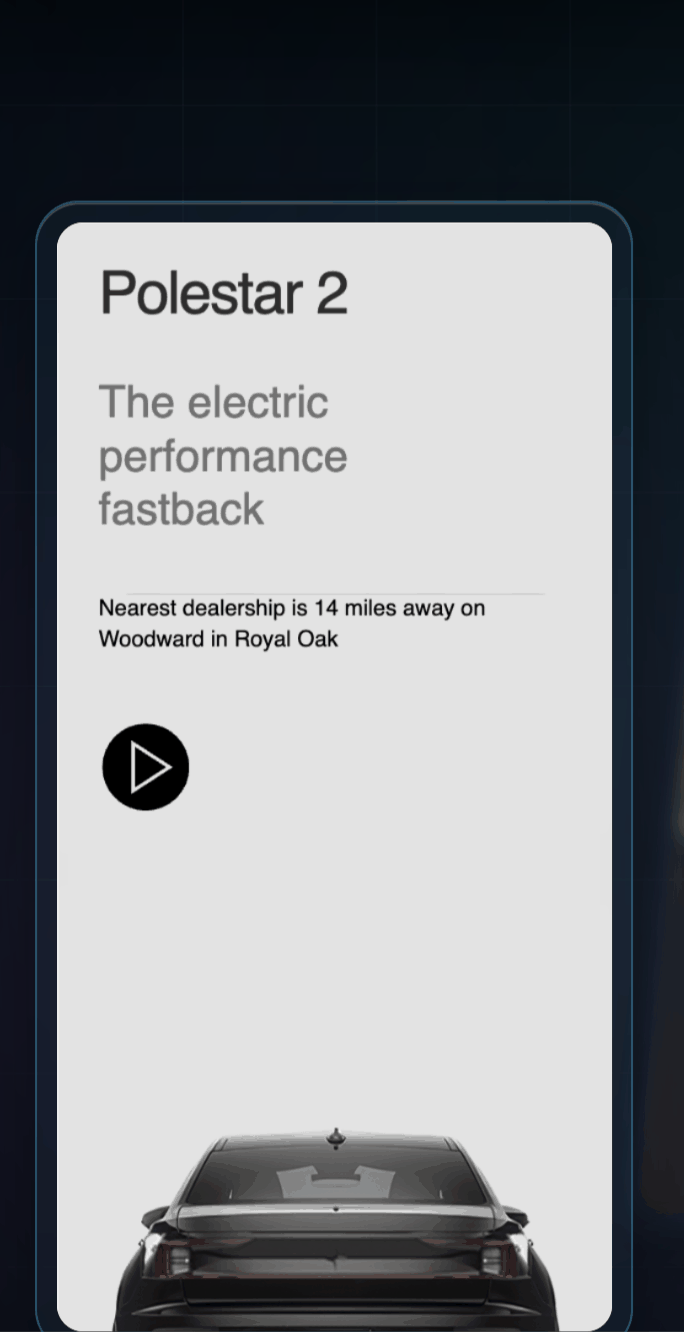 Polestar 2
The electric
performance
fastback
Nearest dealership is 14 miles away on
Woodward in Royal Oak